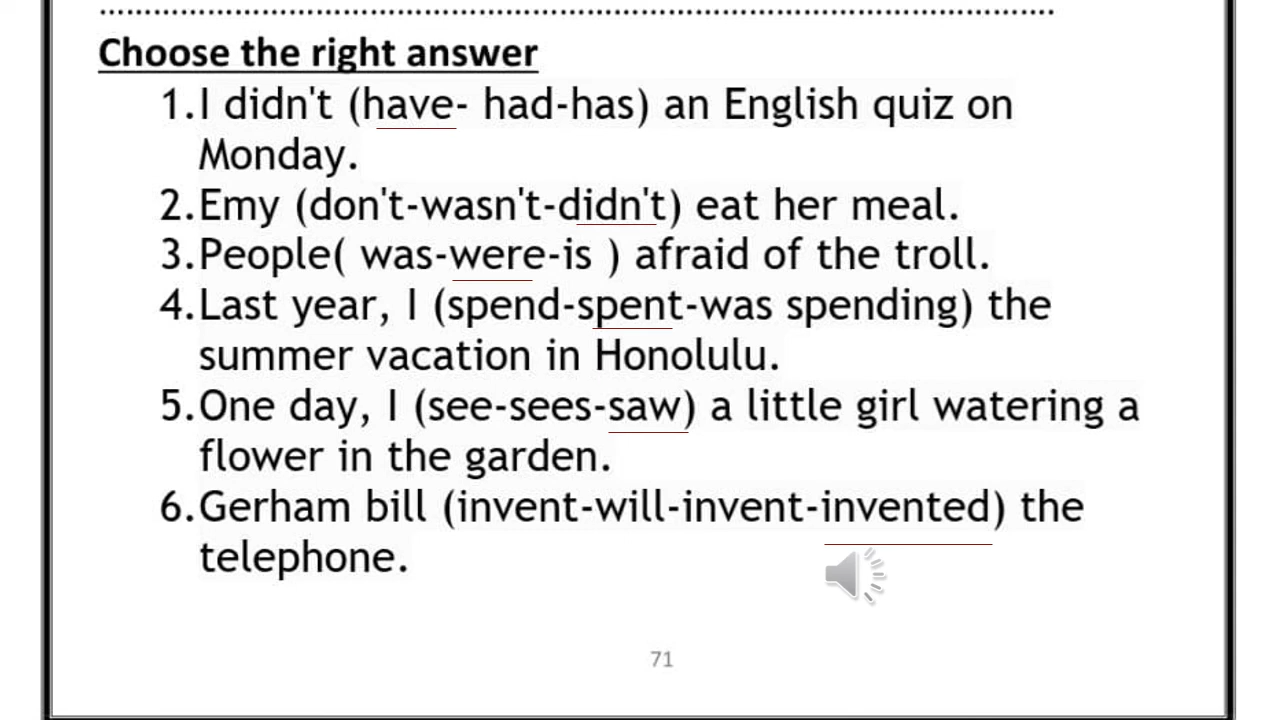 Choose the right answer
1.I didn't (have- had-has) an English quiz on
Monday.
2.Emy (don't-wasn't-didn't) eat her meal.
3.People( was-were-is ) afraid of the troll.
4.Last year, I (spend-spent-was spending) the
summer vacation in Honolulu.
5.One day, I (see-sees-saw) a little girl watering a
flower in the garden.
6.Gerham bill (invent-will-invent-invented) the
telephone.
71